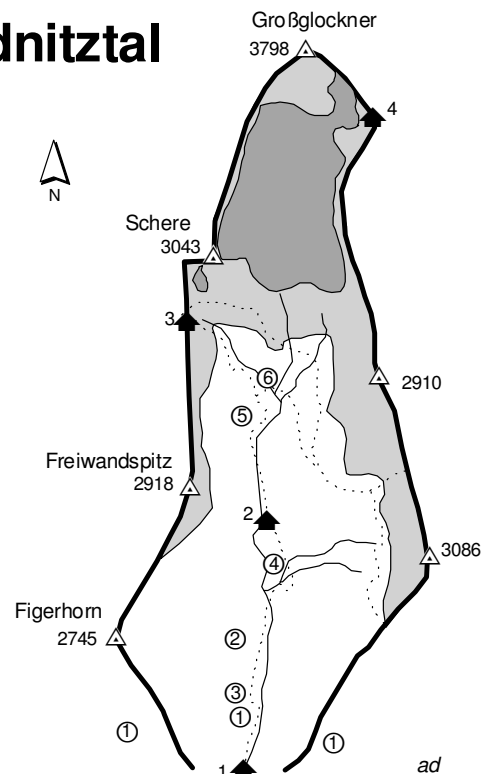 dnitztal
Großglockner
3798
4
N
Schere
3043
3
6
2910
5
Freiwandspitz
2918
2
3086
4
Figerhorn
2745
2
3
1
1
1
1
ad